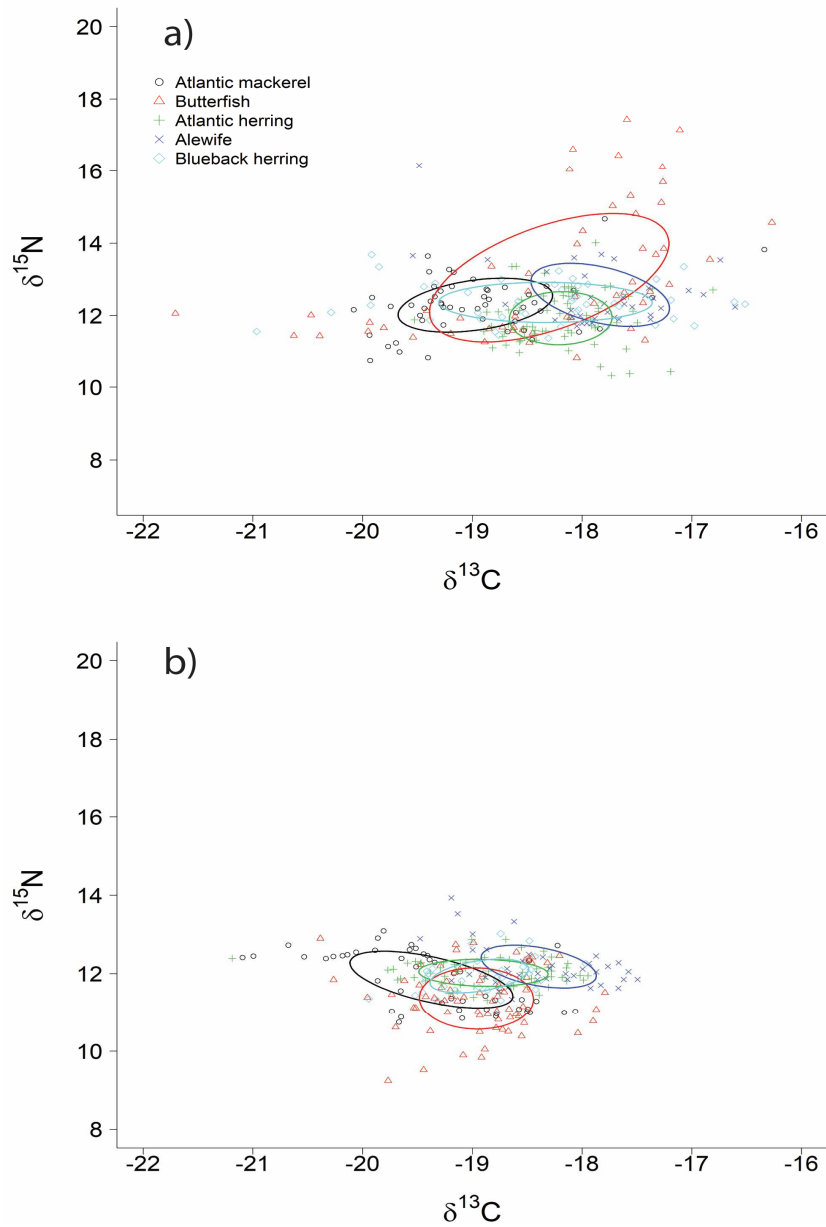 a)
20
18
16
14
12
10
8
δ15N
Atlantic mackerel
Butterfish
Atlantic herring
Alewife
Blueback herring
-22 -21 -20 -19 -18 -17 -16
δ13C
b)
20
18
16
14
12
10
8
δ15N
-22 -21 -20 -19 -18 -17 -16
δ13C